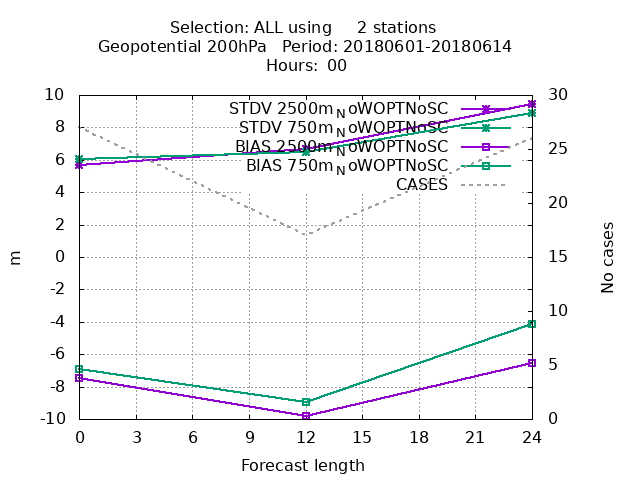 Selection: ALL using 2 stations
Geopotential 200hPa Period: 20180601-20180614
Hours: 00
STDV 2500m_NoWOPTNoSC
STDV 750m_NoWOPTNoSC
BIAS 2500m_NoWOPTNoSC
BIAS 750m_NoWOPTNoSC
CASES
10
8
6
4
2
0
-2
-4
-6
-8
-10
m
30
25
20
15
10
5
0
No cases
0 3 6 9 12 15 18 21 24
Forecast length